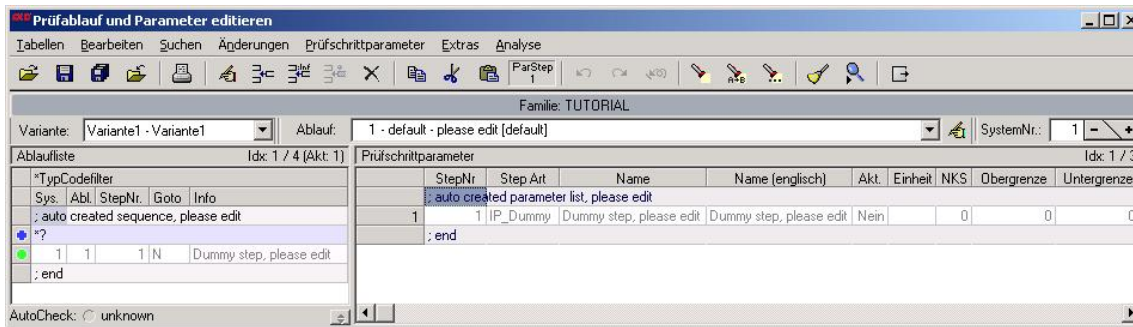 Prüfablauf und Parameter editieren
Tabellen Bearbeiten Suchen Änderungen Prüfschrittparameter Extras Analyse
ParStep
1
A+B
Familie: TUTORIAL
Variante: Variante1 - Variante1 Ablauf: 1 - default - please edit [default] SystemNr.: 1 - +
Ablaufliste Idx: 1 / 4 (Akt: 1) Prüfschrittparameter Idx: 1 / 3
*TypCodefilter StepNr Step Art Name Name (englisch) Akt. Einheit NKS Obergrenze Untergrenze
Sys. Abl. StepNr. Goto Info ; auto created parameter list, please edit
; auto created sequence, please edit 1 1 IP_Dummy Dummy step, please edit Dummy step, please edit Nein 0 0 0
*? ; end
1 1 1 N Dummy step, please edit
; end
AutoCheck: unknown